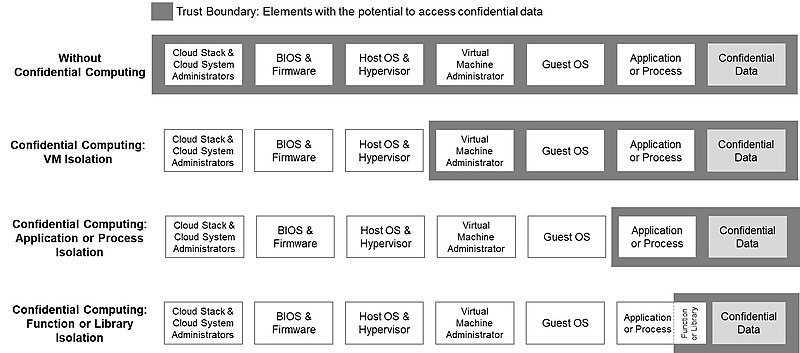 Trust Boundary: Elements with the potential to access confidential data
Without
Confidential Computing
Cloud Stack &
Cloud System
Administrators
BIOS &
Firmware
Host OS &
Hypervisor
Virtual
Machine
Administrator
Guest OS
Application
or Process
Confidential
Data
Confidential Computing:
VM Isolation
Cloud Stack &
Cloud System
Administrators
BIOS &
Firmware
Host OS &
Hypervisor
Virtual
Machine
Administrator
Guest OS
Application
or Process
Confidential
Data
Confidential Computing:
Application or Process
Isolation
Cloud Stack &
Cloud System
Administrators
BIOS &
Firmware
Host OS &
Hypervisor
Virtual
Machine
Administrator
Guest OS
Application
or Process
Confidential
Data
Confidential Computing:
Function or Library
Isolation
Cloud Stack &
Cloud System
Administrators
BIOS &
Firmware
Host OS &
Hypervisor
Virtual
Machine
Administrator
Guest OS
Application
or Process
Function
or Library
Confidential
Data